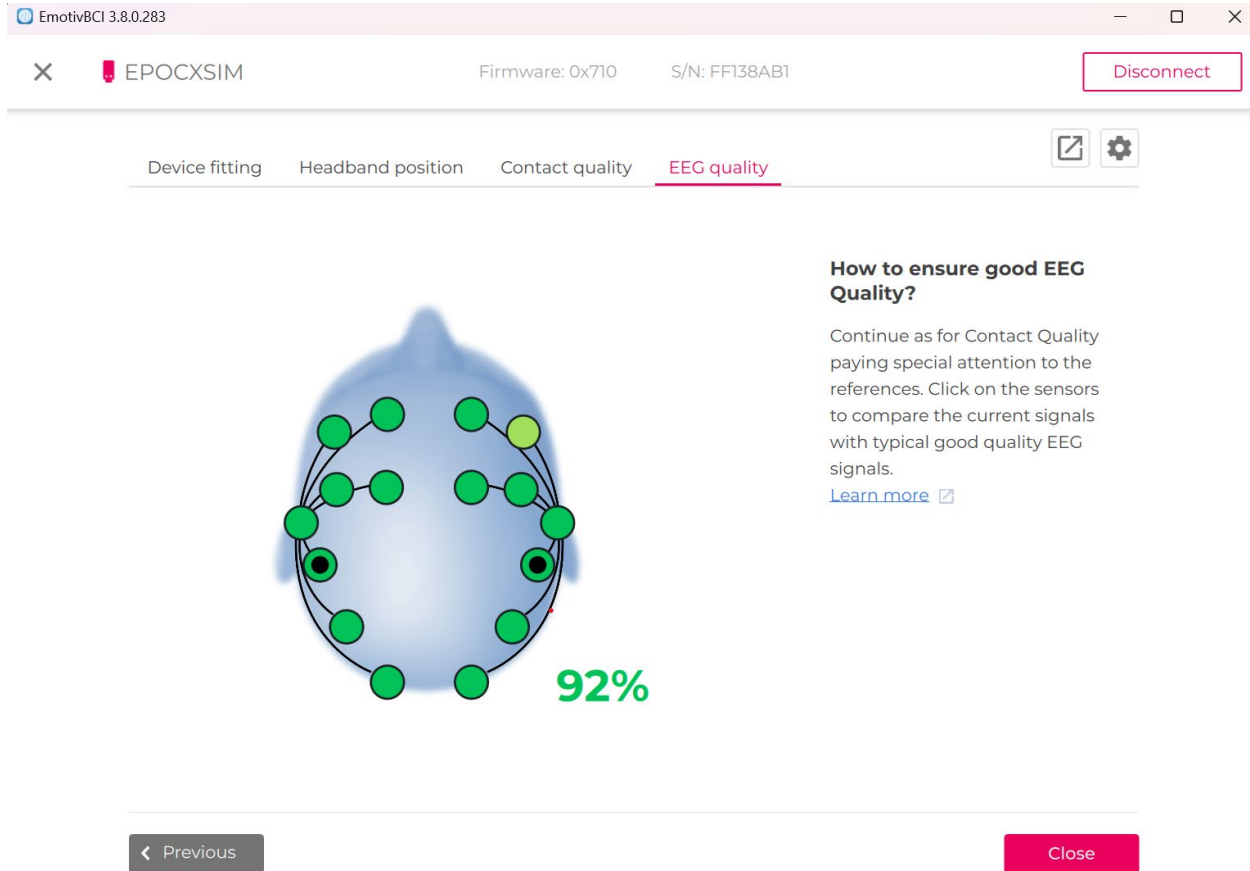 EmotivBCI 3.8.0.283
EPOCXSIM
Firmware: 0x710
S/N: FF138AB1
Disconnect
Device fitting
Headband position
Contact quality
EEG quality
How to ensure good EEG
Quality?
Continue as for Contact Quality
paying special attention to the
references. Click on the sensors
to compare the current signals
with typical good quality EEG
signals.
Learn more
92%
Previous
Close